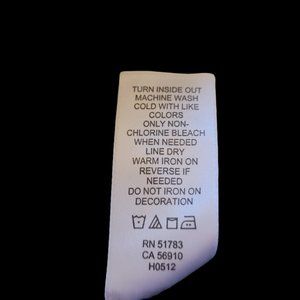 TURN INSIDE OUT
MACHINE WASH
COLD WITH LIKE
COLORS
ONLY NON-
CHLORINE BLEACH
WHEN NEEDED
LINE DRY
WARM IRON ON
REVERSE IF
NEEDED
DO NOT IRON ON
DECORATION
RN 51783
CA 56910
H0512